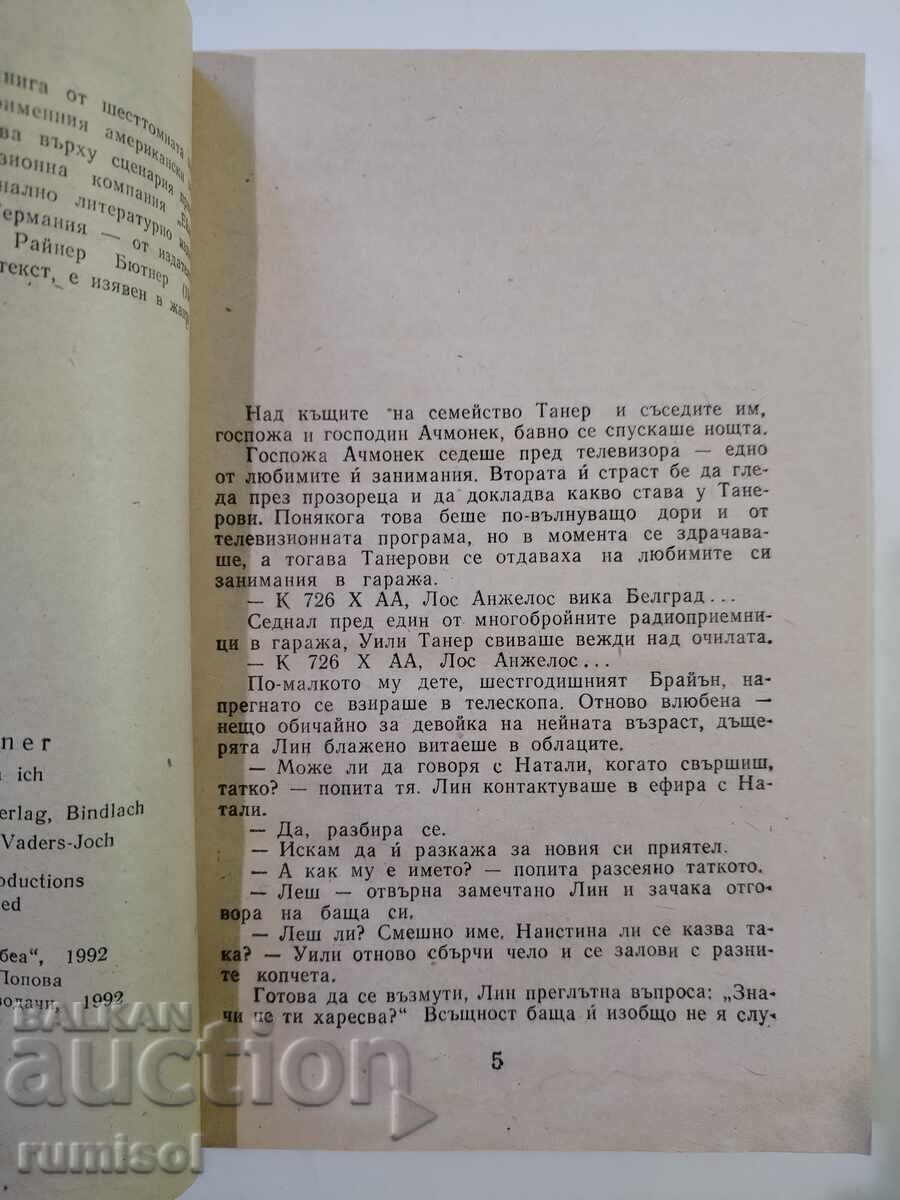 нига от шесттомната
временния американски
ва върху сценария
зионна компания
нално литературно
Германия — от
Райнер Бютнер
текст, е изявен в
ner
ich
erlag, Bindlach
Vaders-Joch
oductions
ed
беа“, 1992
Попова
водачи, 1992
Над къщите на семейство Танер и съседите им,
госпожа и господин Ачмонек, бавно се спускаше нощта.
Госпожа Ачмонек седеше пред телевизора — едно
от любимите ѝ занимания. Втората ѝ страст бе да гле-
да през прозореца и да докладва какво става у Тане-
рови. Понякога това беше по-вълнуващо дори и от
телевизионната програма, но в момента се здрачава-
ше, а тогава Танерови се отдаваха на любимите си
занимания в гаража.
— К 726 Х АА, Лос Анжелос вика Белград...
Седнал пред един от многобройните радиоприемни-
ци в гаража, Уили Танер свиваше вежди над очилата.
— К 726 Х АА, Лос Анжелос...
По-малкото му дете, шестгодишният Брайън, на-
прегнато се взираше в телескопа. Отново влюбена —
нещо обичайно за девойка на нейната възраст, дъще-
рята Лин блажено витаеше в облаците.
— Може ли да говоря с Натали, когато свършиш,
татко? — попита тя. Лин контактуваше в ефира с На-
тали.
— Да, разбира се.
— Искам да ѝ разкажа за новия си приятел.
— А как му е името? — попита разсеяно таткото.
— Леш — отвърна замечтано Лин и зачака отго-
вора на баща си.
— Леш ли? Смешно име. Наистина ли се казва та-
ка? — Уили отново сбърчи чело и се залови с разни-
те копчета.
Готова да се възмути, Лин преглътна въпроса: „Зна-
чи не ти харесва?“ Всъщност баща ѝ изобщо не я слу-
5
BALKAN
auction
rumisol